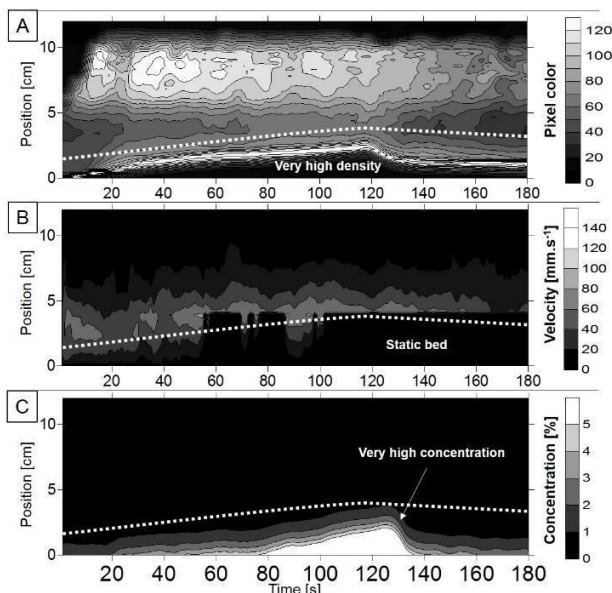 A
10
5
0
Position [cm]
Very high density
20 40 60 80 100 120 140 160 180
120
100
80
60
40
20
0
Pixel color
B
10
5
0
Position [cm]
Static bed
20 40 60 80 100 120 140 160 180
140
120
100
80
60
40
20
0
Velocity [mm.s⁻¹]
C
10
5
0
Position [cm]
Very high concentration
20 40 60 80 100 120 140 160 180
Time [s]
5
4
3
2
1
0
Concentration [%]